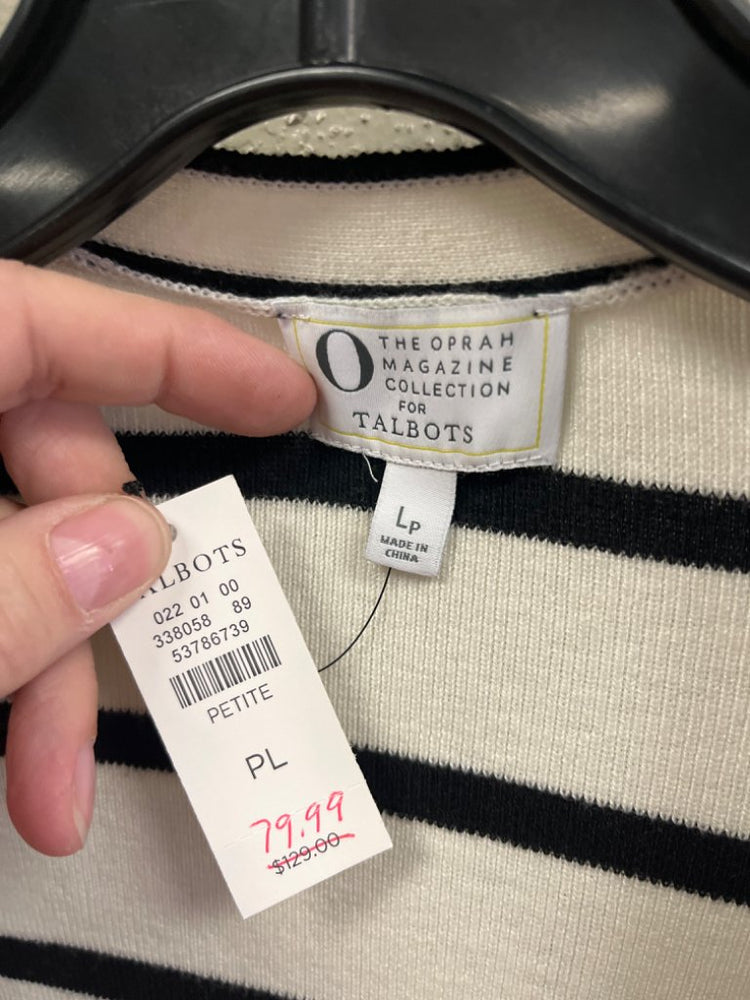 O THE OPRAH
MAGAZINE
COLLECTION
FOR
TALBOTS
LP
MADE IN
CHINA
ALBOTS
022 01 00
338058 89
53786739
PETITE
PL
79.99
$129.00